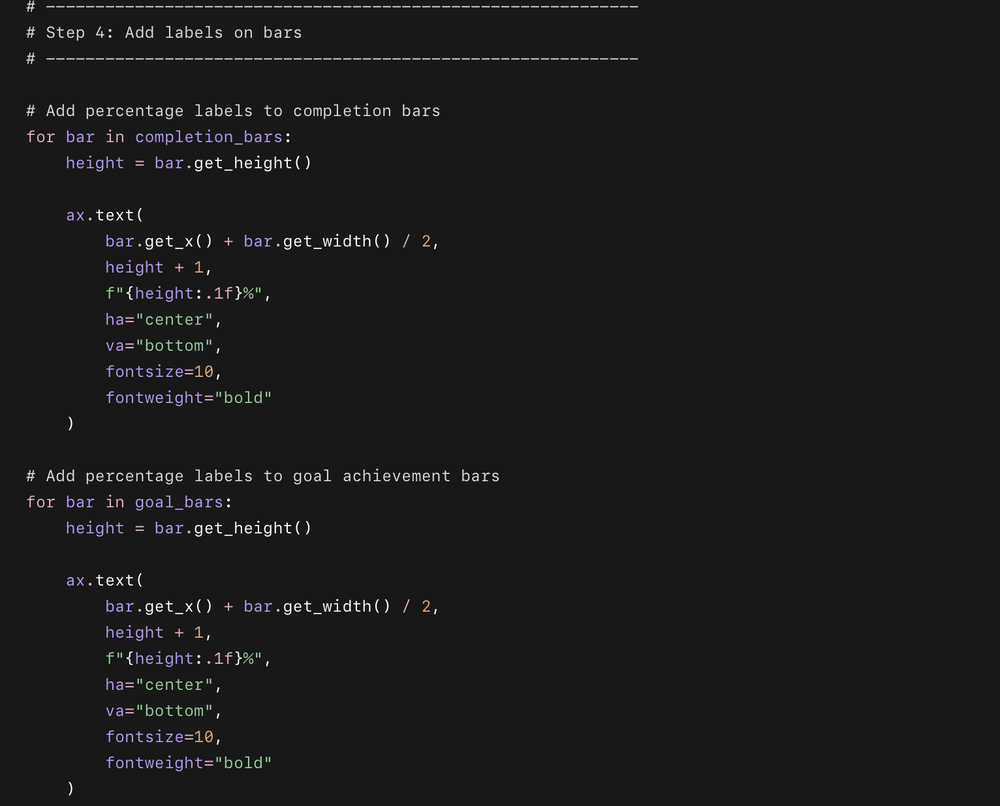 # ------------------------------------------------------------
# Step 4: Add labels on bars
# ------------------------------------------------------------

# Add percentage labels to completion bars
for bar in completion_bars:
    height = bar.get_height()

    ax.text(
        bar.get_x() + bar.get_width() / 2,
        height + 1,
        f"{height:.1f}%",
        ha="center",
        va="bottom",
        fontsize=10,
        fontweight="bold"
    )

# Add percentage labels to goal achievement bars
for bar in goal_bars:
    height = bar.get_height()

    ax.text(
        bar.get_x() + bar.get_width() / 2,
        height + 1,
        f"{height:.1f}%",
        ha="center",
        va="bottom",
        fontsize=10,
        fontweight="bold"
    )